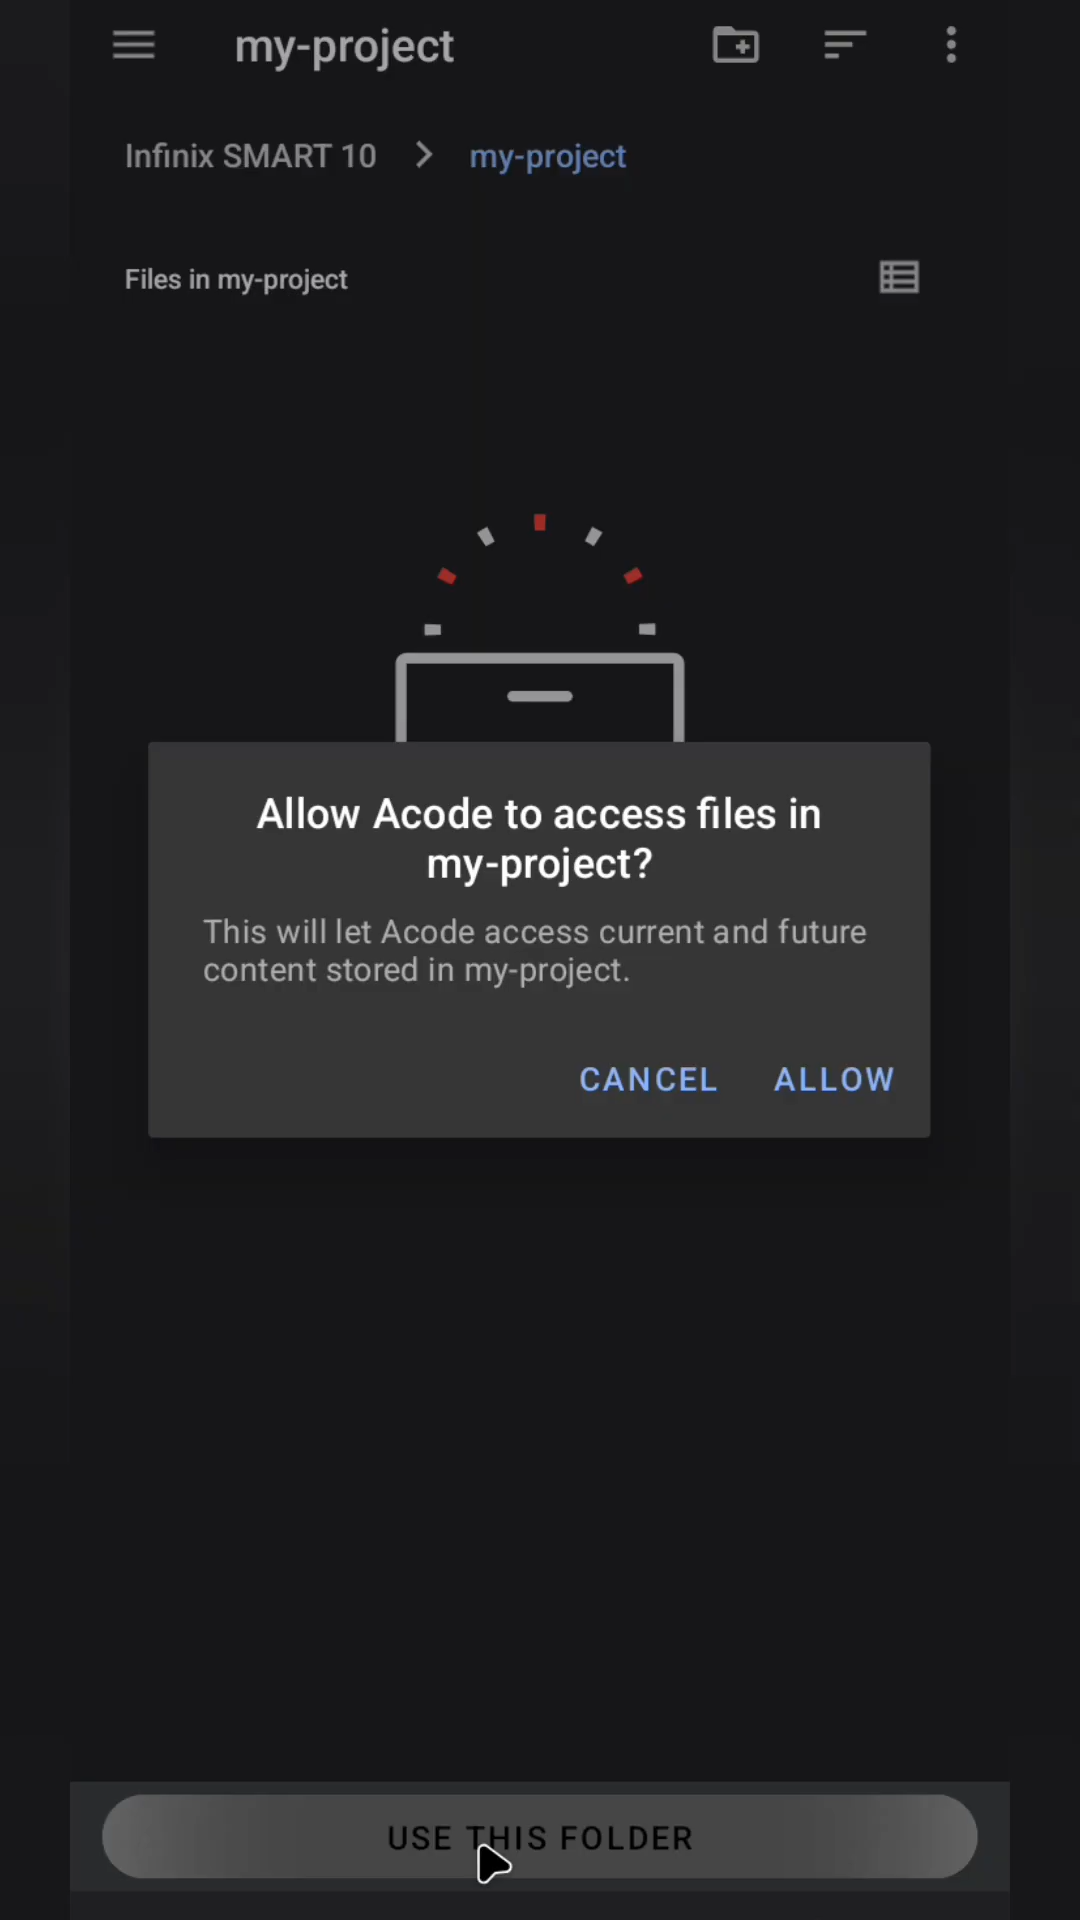 my-project
Infinix SMART 10 > my-project
Files in my-project
Allow Acode to access files in
my-project?
This will let Acode access current and future
content stored in my-project.
CANCEL ALLOW
USE THIS FOLDER